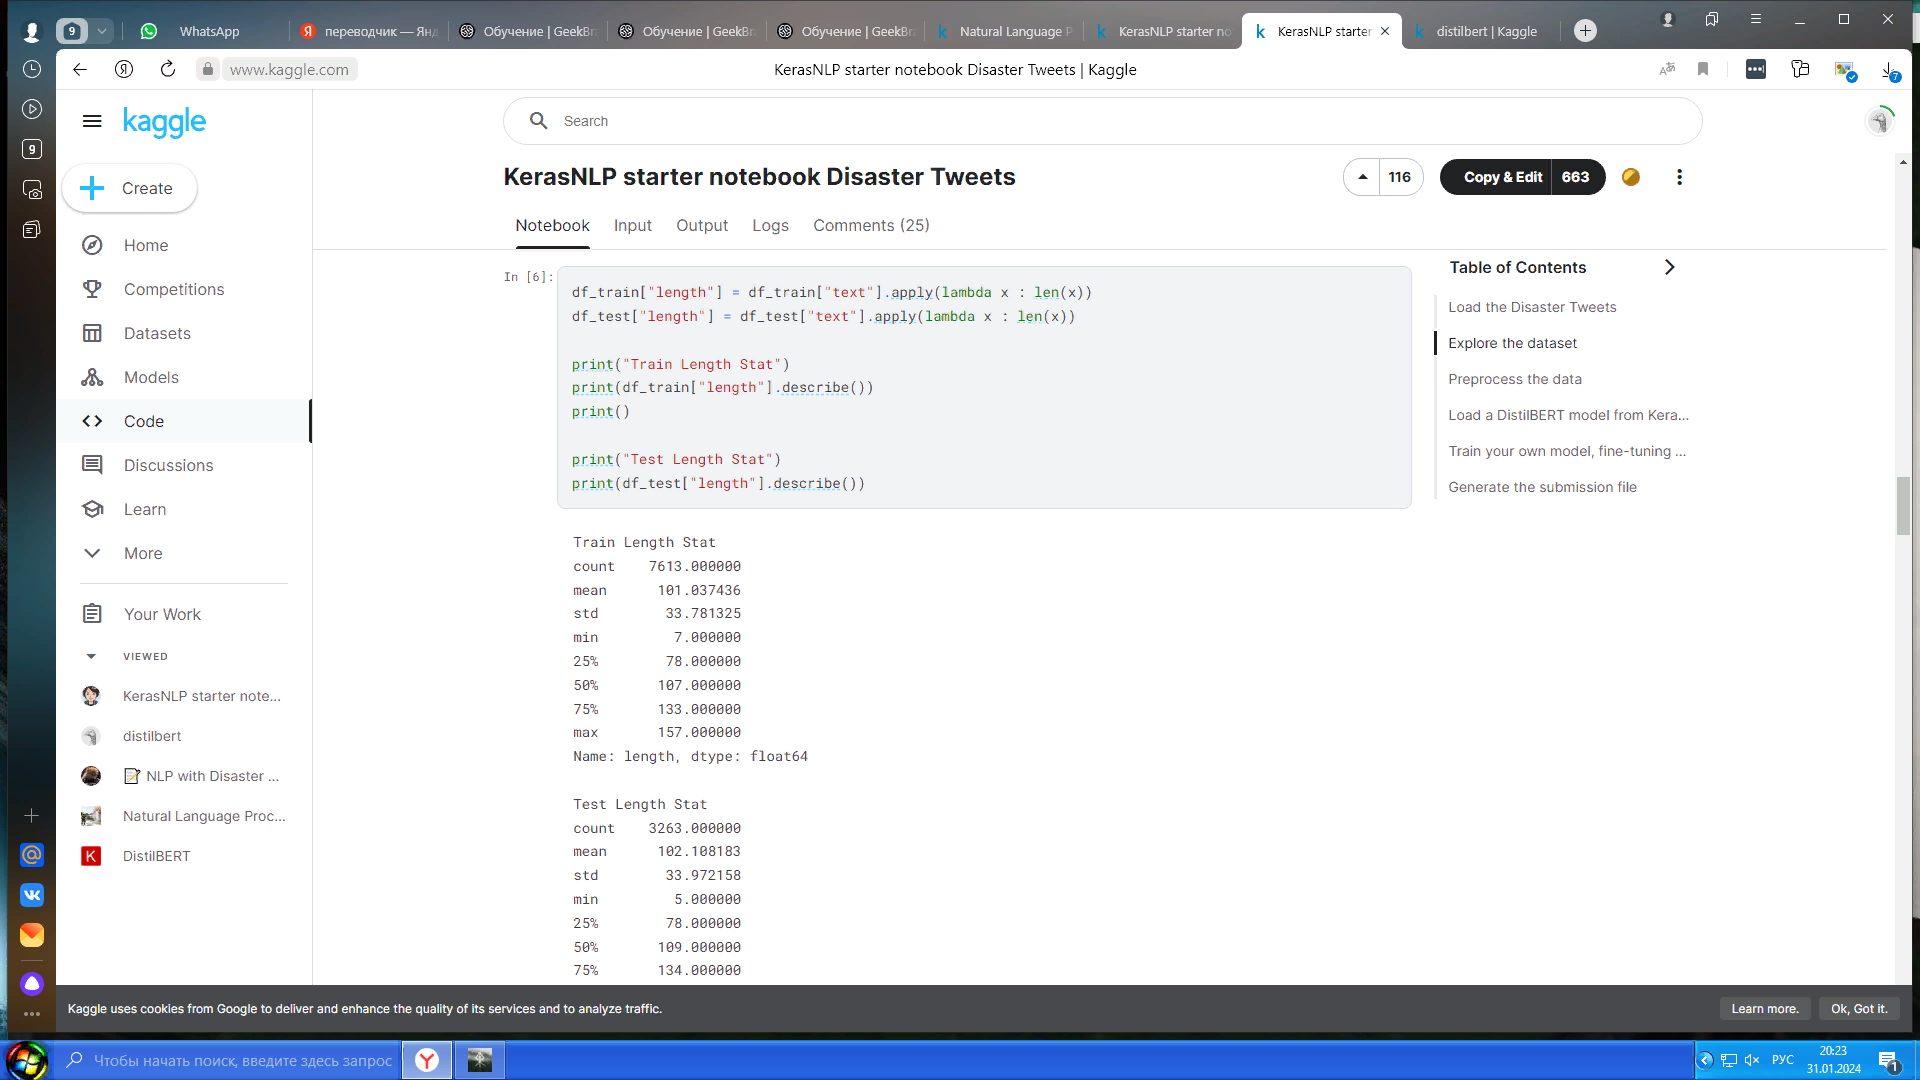 9
WhatsApp
переводчик — Янд
Обучение | GeekBr
Обучение | GeekBra
Обучение | GeekBra
Natural Language P
KerasNLP starter no
KerasNLP starter
distilbert | Kaggle
www.kaggle.com
KerasNLP starter notebook Disaster Tweets | Kaggle
7
9
kaggle
Search
Create
Home
Competitions
Datasets
Models
Code
Discussions
Learn
More
Your Work
VIEWED
KerasNLP starter note...
distilbert
NLP with Disaster ...
Natural Language Proc...
K DistilBERT
KerasNLP starter notebook Disaster Tweets
116
Copy & Edit 663
Notebook Input Output Logs Comments (25)
In [6]:
df_train["length"] = df_train["text"].apply(lambda x : len(x))
df_test["length"] = df_test["text"].apply(lambda x : len(x))
print("Train Length Stat")
print(df_train["length"].describe())
print()
print("Test Length Stat")
print(df_test["length"].describe())
Train Length Stat
count 7613.000000
mean 101.037436
std 33.781325
min 7.000000
25% 78.000000
50% 107.000000
75% 133.000000
max 157.000000
Name: length, dtype: float64
Test Length Stat
count 3263.000000
mean 102.108183
std 33.972158
min 5.000000
25% 78.000000
50% 109.000000
75% 134.000000
Table of Contents
Load the Disaster Tweets
Explore the dataset
Preprocess the data
Load a DistilBERT model from Kera...
Train your own model, fine-tuning ...
Generate the submission file
Kaggle uses cookies from Google to deliver and enhance the quality of its services and to analyze traffic.
Learn more.
Ok, Got it.
Чтобы начать поиск, введите здесь запрос
РУС
20:23
31.01.2024
1